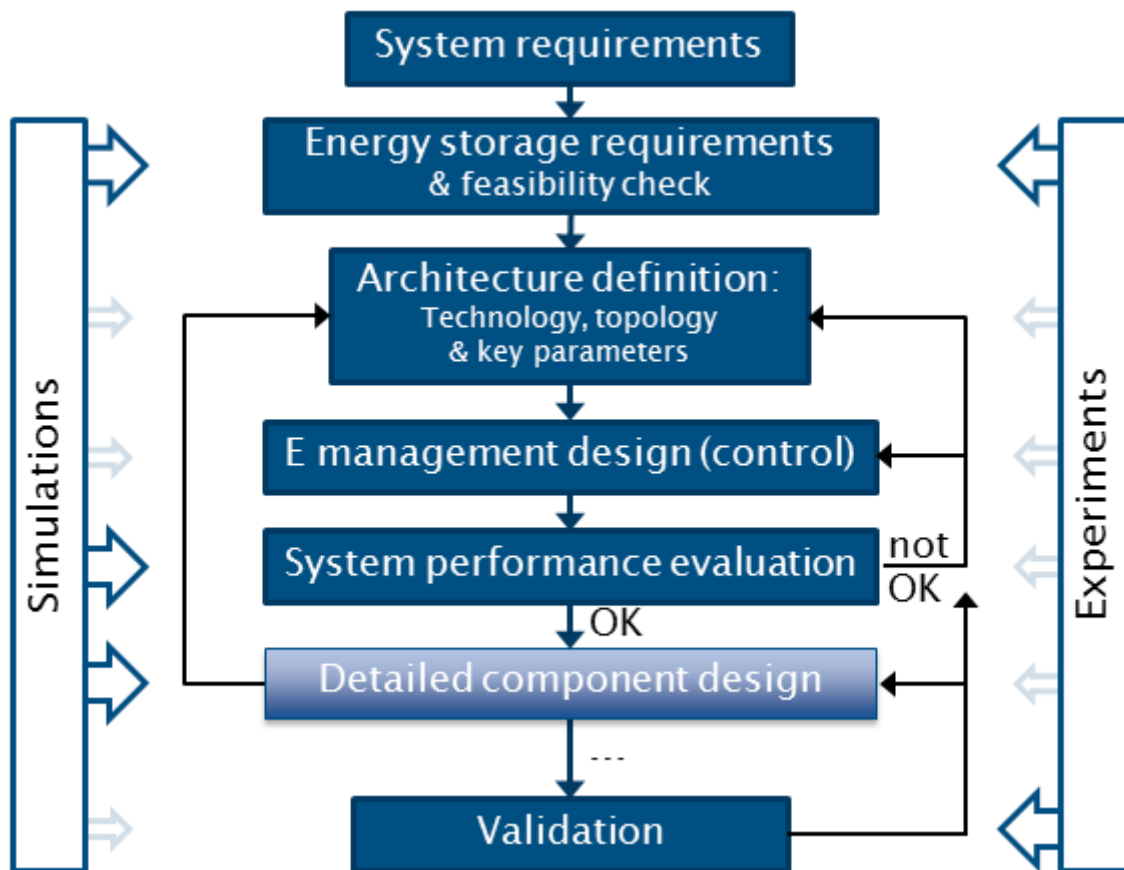 System requirements
Energy storage requirements
& feasibility check
Architecture definition:
Technology, topology
& key parameters
E management design (control)
System performance evaluation
not
OK
OK
Detailed component design
---
Validation
Simulations
Experiments